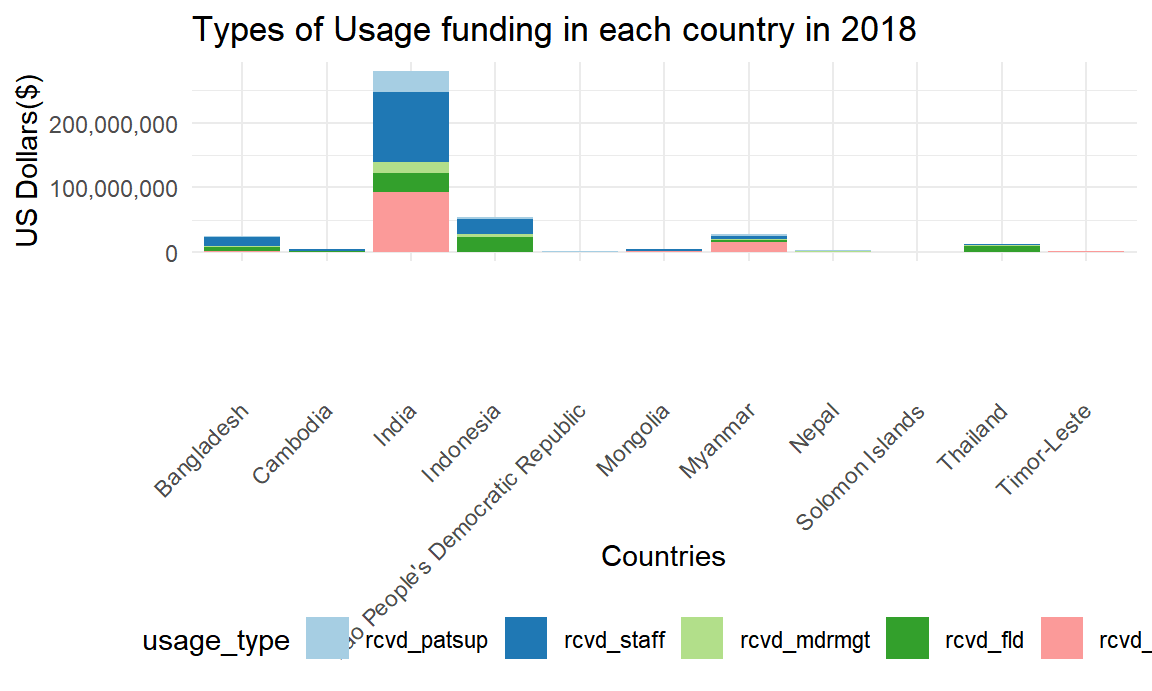 Types of Usage funding in each country in 2018
US Dollars($)
200,000,000
100,000,000
0
Bangladesh
Cambodia
India
Indonesia
ao People's Democratic Republic
Mongolia
Myanmar
Nepal
Solomon Islands
Thailand
Timor-Leste
Countries
usage_type rcvd_patsup rcvd_staff rcvd_mdrmgt rcvd_fld rcvd_